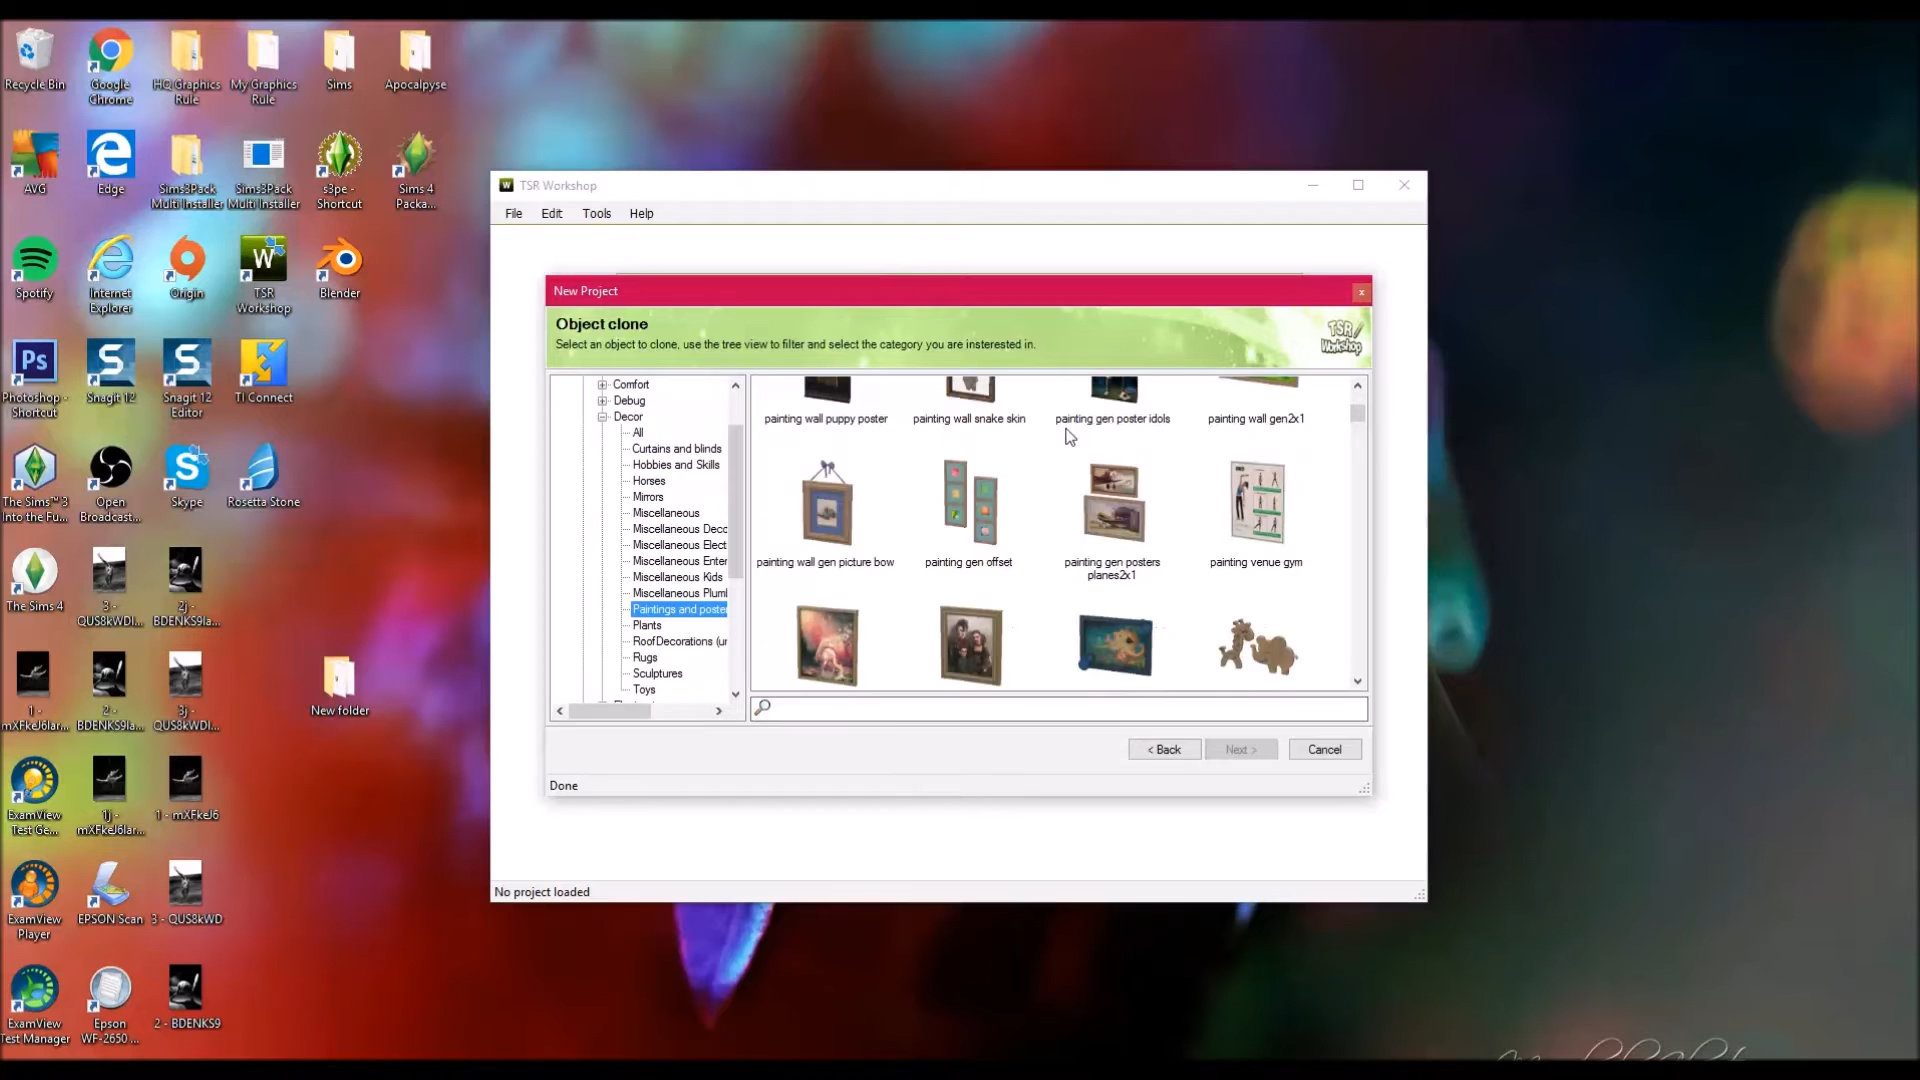 Recycle Bin
Google
Chrome
HQ Graphics
Rule
My Graphics
Rule
Sims
Apocalpyse
AVG
Edge
Sims3Pack
Multi Installer
Sims3Pack
Multi Installer
s3pe -
Shortcut
Sims 4
Packa...
Spotify
Internet
Explorer
Origin
TSR
Workshop
Blender
Photoshop -
Shortcut
Snagit 12
Snagit 12
Editor
TI Connect
The Sims™ 3
Into the Fu...
Open
Broadcast...
Skype
Rosetta Stone
The Sims 4
3 -
QUS8kWDl...
2j -
BDENKS9la...
1 -
mXFkeJ6lar...
2 -
BDENKS9la...
3j -
QUS8kWDl...
New folder
ExamView
Test Ge...
1j -
mXFkeJ6lar...
1 - mXFkeJ6
ExamView
Player
EPSON Scan
3 - QUS8kWD
ExamView
Test Manager
Epson
WF-2650 ...
2 - BDENKS9
TSR Workshop
File Edit Tools Help
New Project
Object clone
Select an object to clone, use the tree view to filter and select the category you are insterested in.
TSR
Workshop
Comfort
Debug
Decor
All
Curtains and blinds
Hobbies and Skills
Horses
Mirrors
Miscellaneous
Miscellaneous Deco
Miscellaneous Elect
Miscellaneous Enter
Miscellaneous Kids
Miscellaneous Plum
Paintings and poster
Plants
RoofDecorations (ur
Rugs
Sculptures
Toys
painting wall puppy poster
painting wall snake skin
painting gen poster idols
painting wall gen2x1
painting wall gen picture bow
painting gen offset
painting gen posters
planes2x1
painting venue gym
< Back Next > Cancel
Done
No project loaded